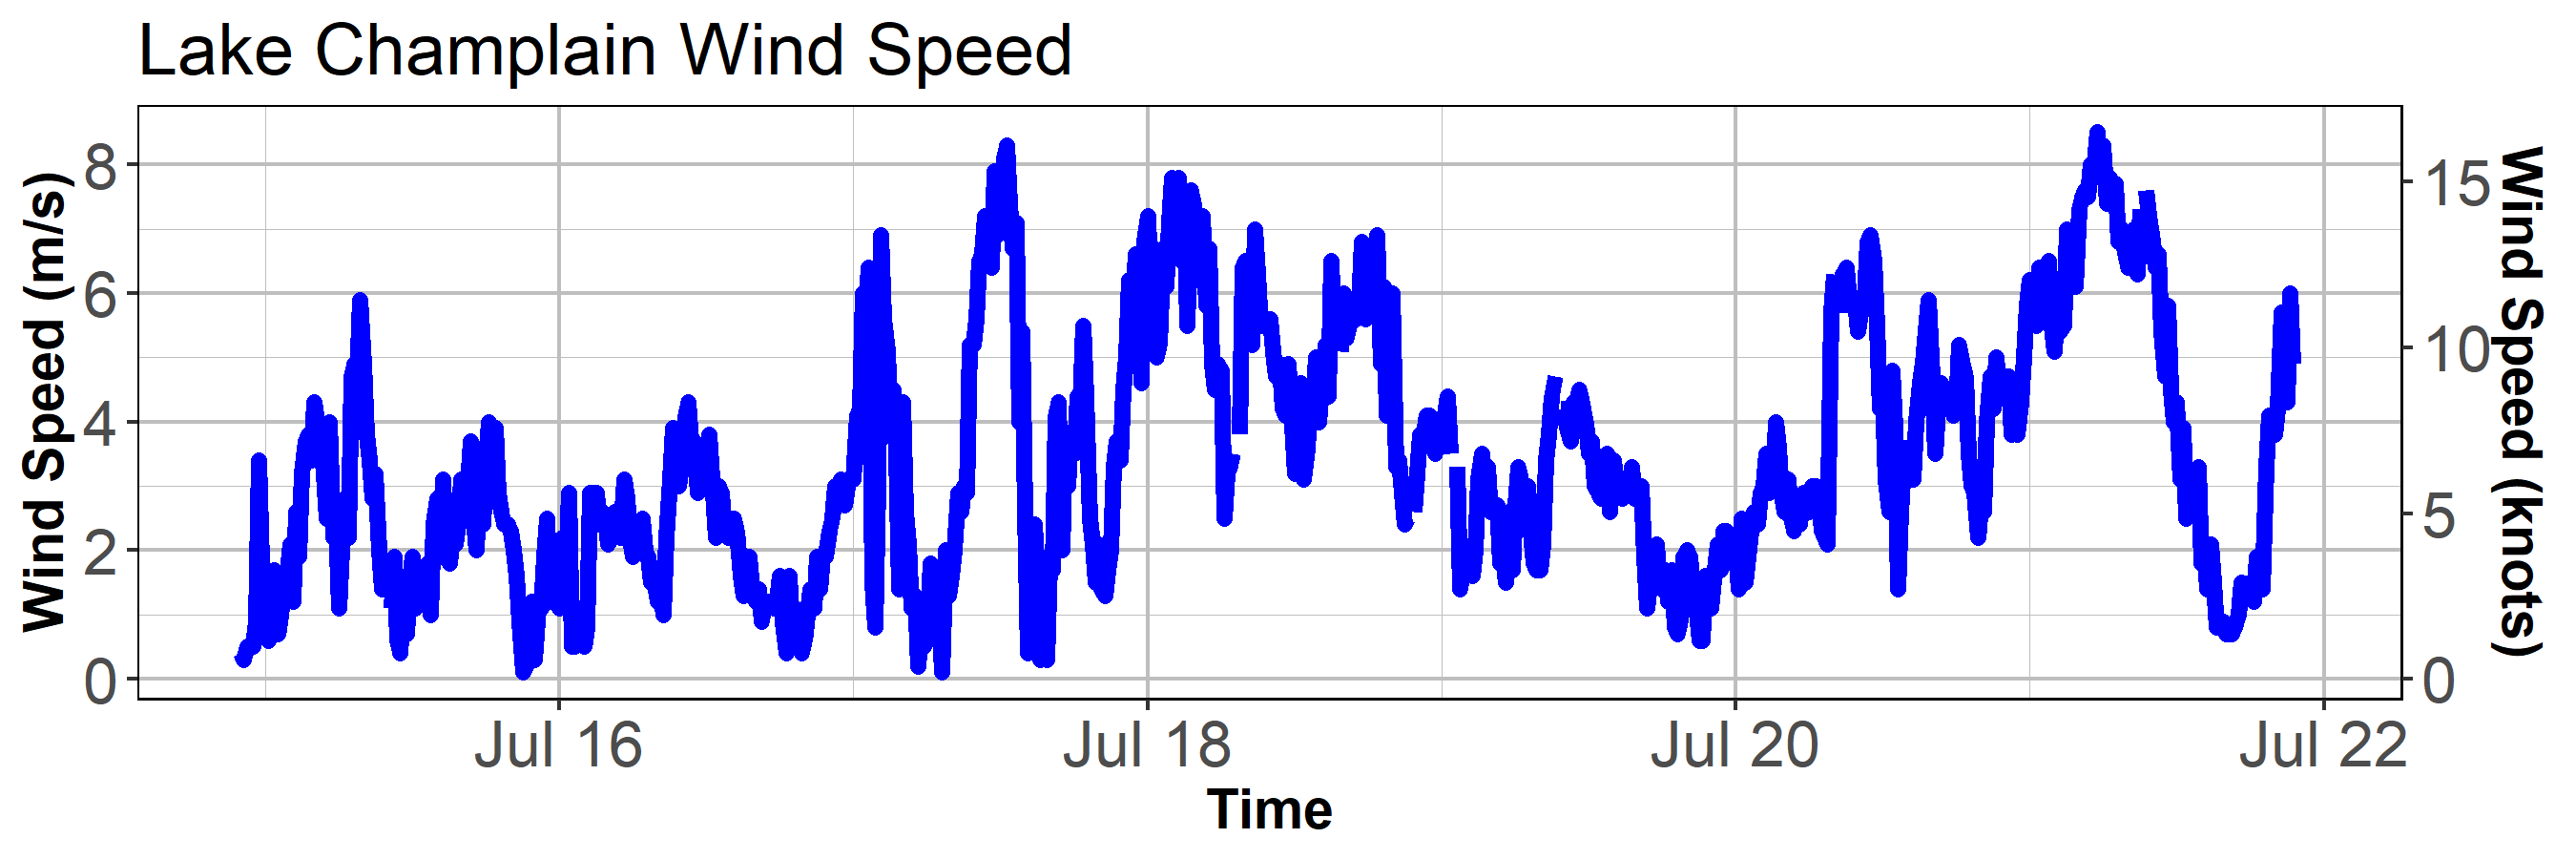 Lake Champlain Wind Speed
Wind Speed (m/s)
8
6
4
2
0
15
10
5
0
Wind Speed (knots)
Jul 16
Jul 18
Jul 20
Jul 22
Time